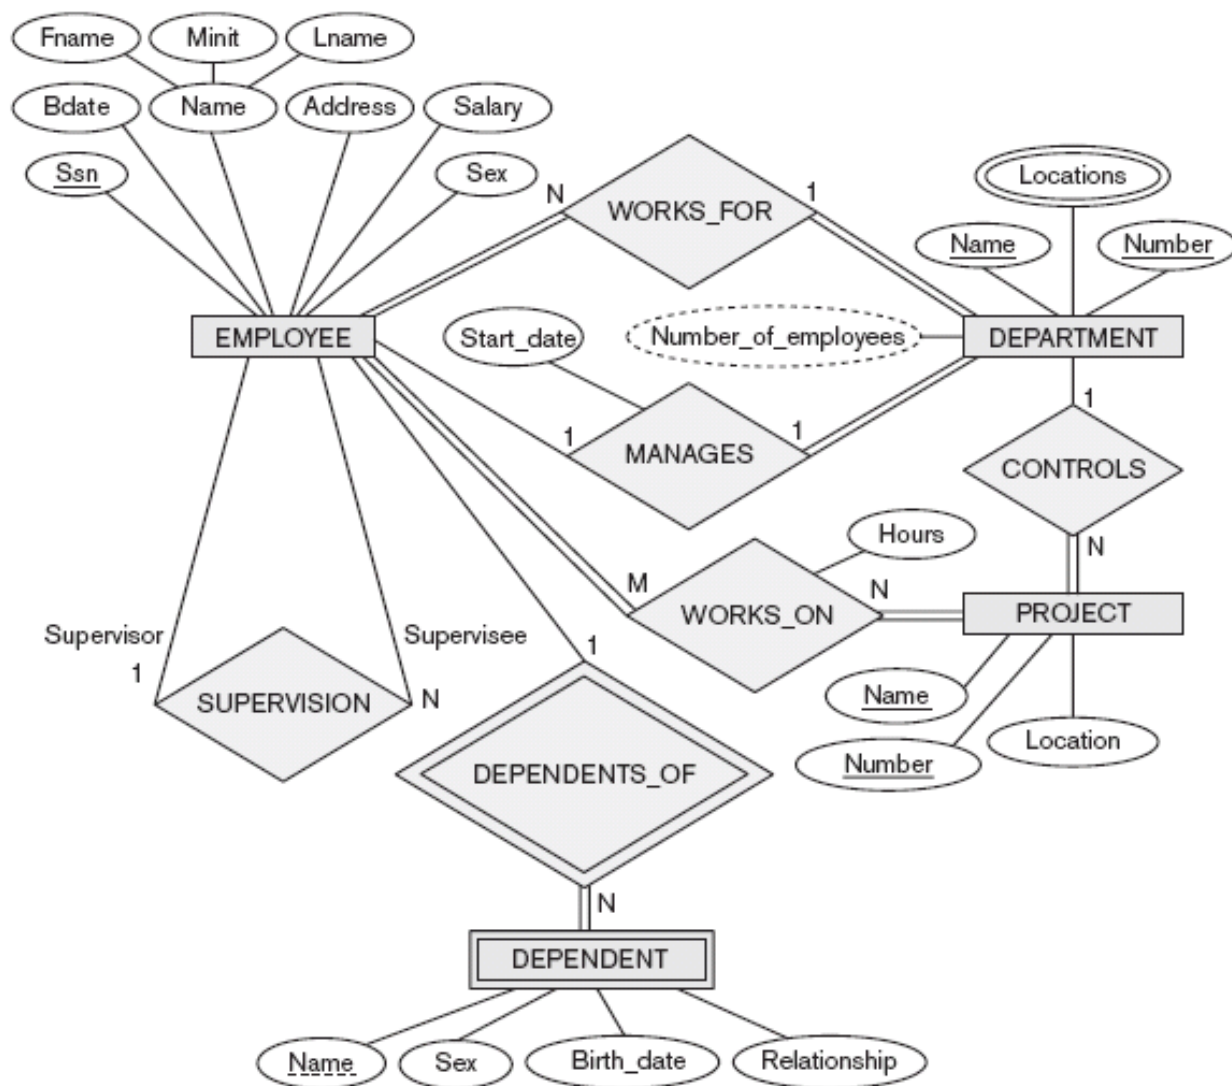 Fname
Minit
Lname
Bdate
Name
Address
Salary
Ssn
Sex
N
WORKS_FOR
1
Locations
Name
Number
EMPLOYEE
Start_date
Number_of_employees
DEPARTMENT
1
MANAGES
1
1
CONTROLS
N
Hours
M
WORKS_ON
N
PROJECT
Supervisor
Supervisee
1
SUPERVISION
N
1
Name
Number
Location
DEPENDENTS_OF
N
DEPENDENT
Name
Sex
Birth_date
Relationship